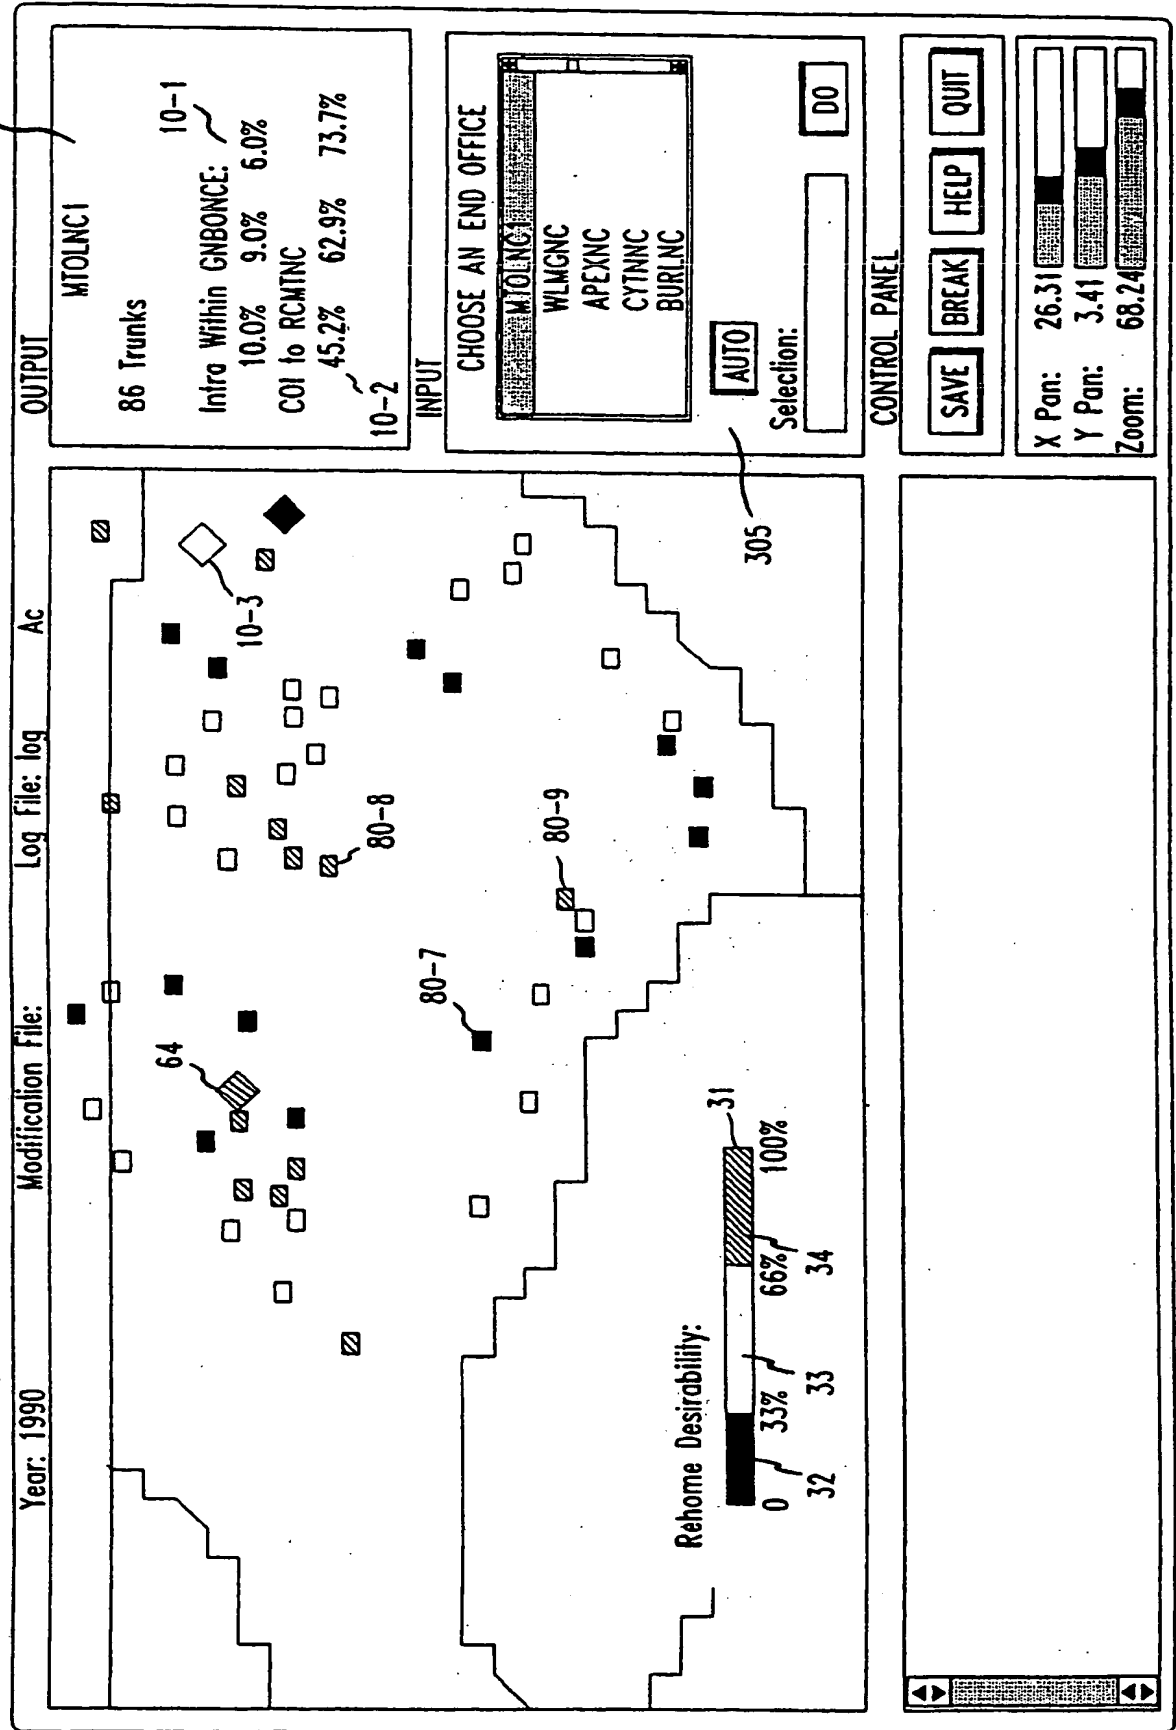 Year: 1990 Modification File: Log File: log Ac
64
10-3
80-8
80-7
80-9
Rehome Desirability:
31
0 33% 66% 100%
32 33 34
OUTPUT
MTOLNC1
86 Trunks
10-1
Intra Within GNBONCE:
10.0% 9.0% 6.0%
COI to RCMTNC
45.2% 62.9% 73.7%
10-2
INPUT
CHOOSE AN END OFFICE
MTOLNC1
WLMGNC
APEXNC
CYTNNC
BURLNC
AUTO
305
Selection:
DO
CONTROL PANEL
SAVE BREAK HELP QUIT
X Pan: 26.31
Y Pan: 3.41
Zoom: 68.24